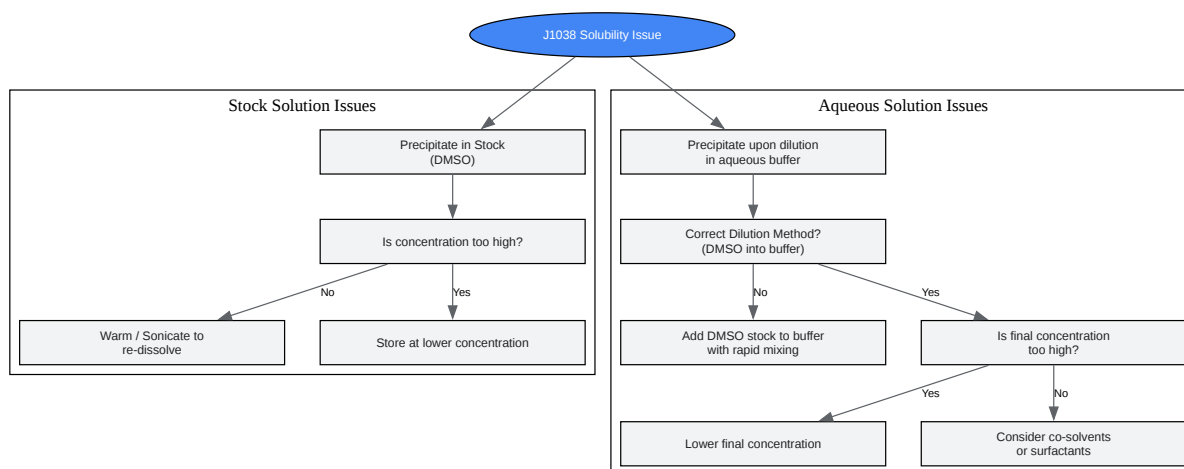 J1038 Solubility Issue
Stock Solution Issues
Precipitate in Stock
(DMSO)
Is concentration too high?
No
Yes
Warm / Sonicate to
re-dissolve
Store at lower concentration
Aqueous Solution Issues
Precipitate upon dilution
in aqueous buffer
Correct Dilution Method?
(DMSO into buffer)
No
Yes
Add DMSO stock to buffer
with rapid mixing
Is final concentration
too high?
Yes
No
Lower final concentration
Consider co-solvents
or surfactants